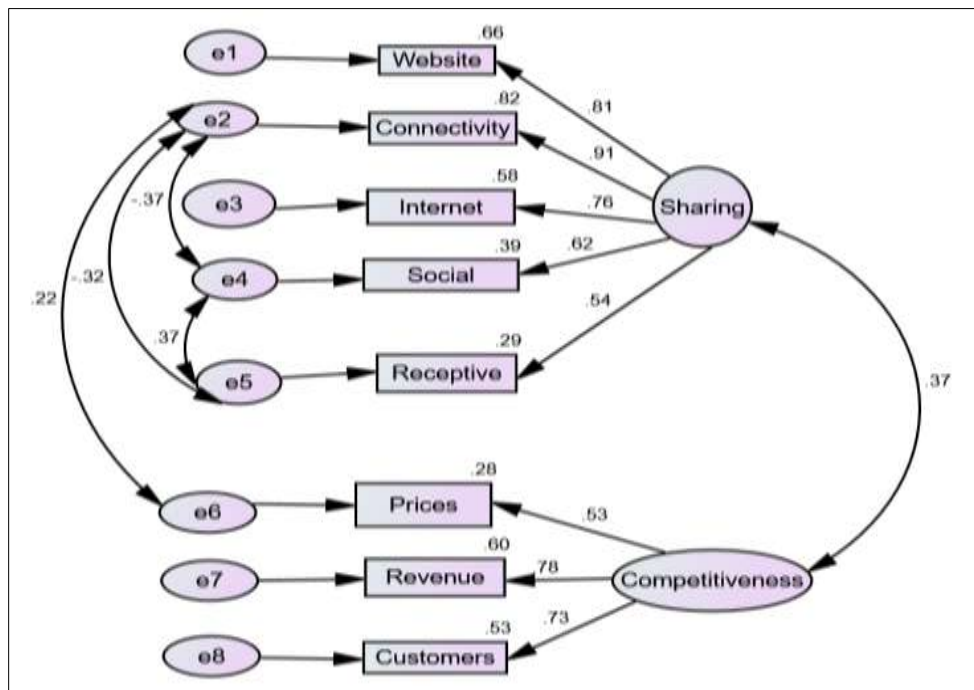 .66
e1
Website
.81
.82
e2
Connectivity
.91
.58
-.37
e3
Internet
.76
Sharing
.39
.62
e4
Social
.22
-.32
.54
.37
.29
e5
Receptive
.37
.28
e6
Prices
.53
.60
e7
Revenue
.78
Competitiveness
.53
.73
e8
Customers